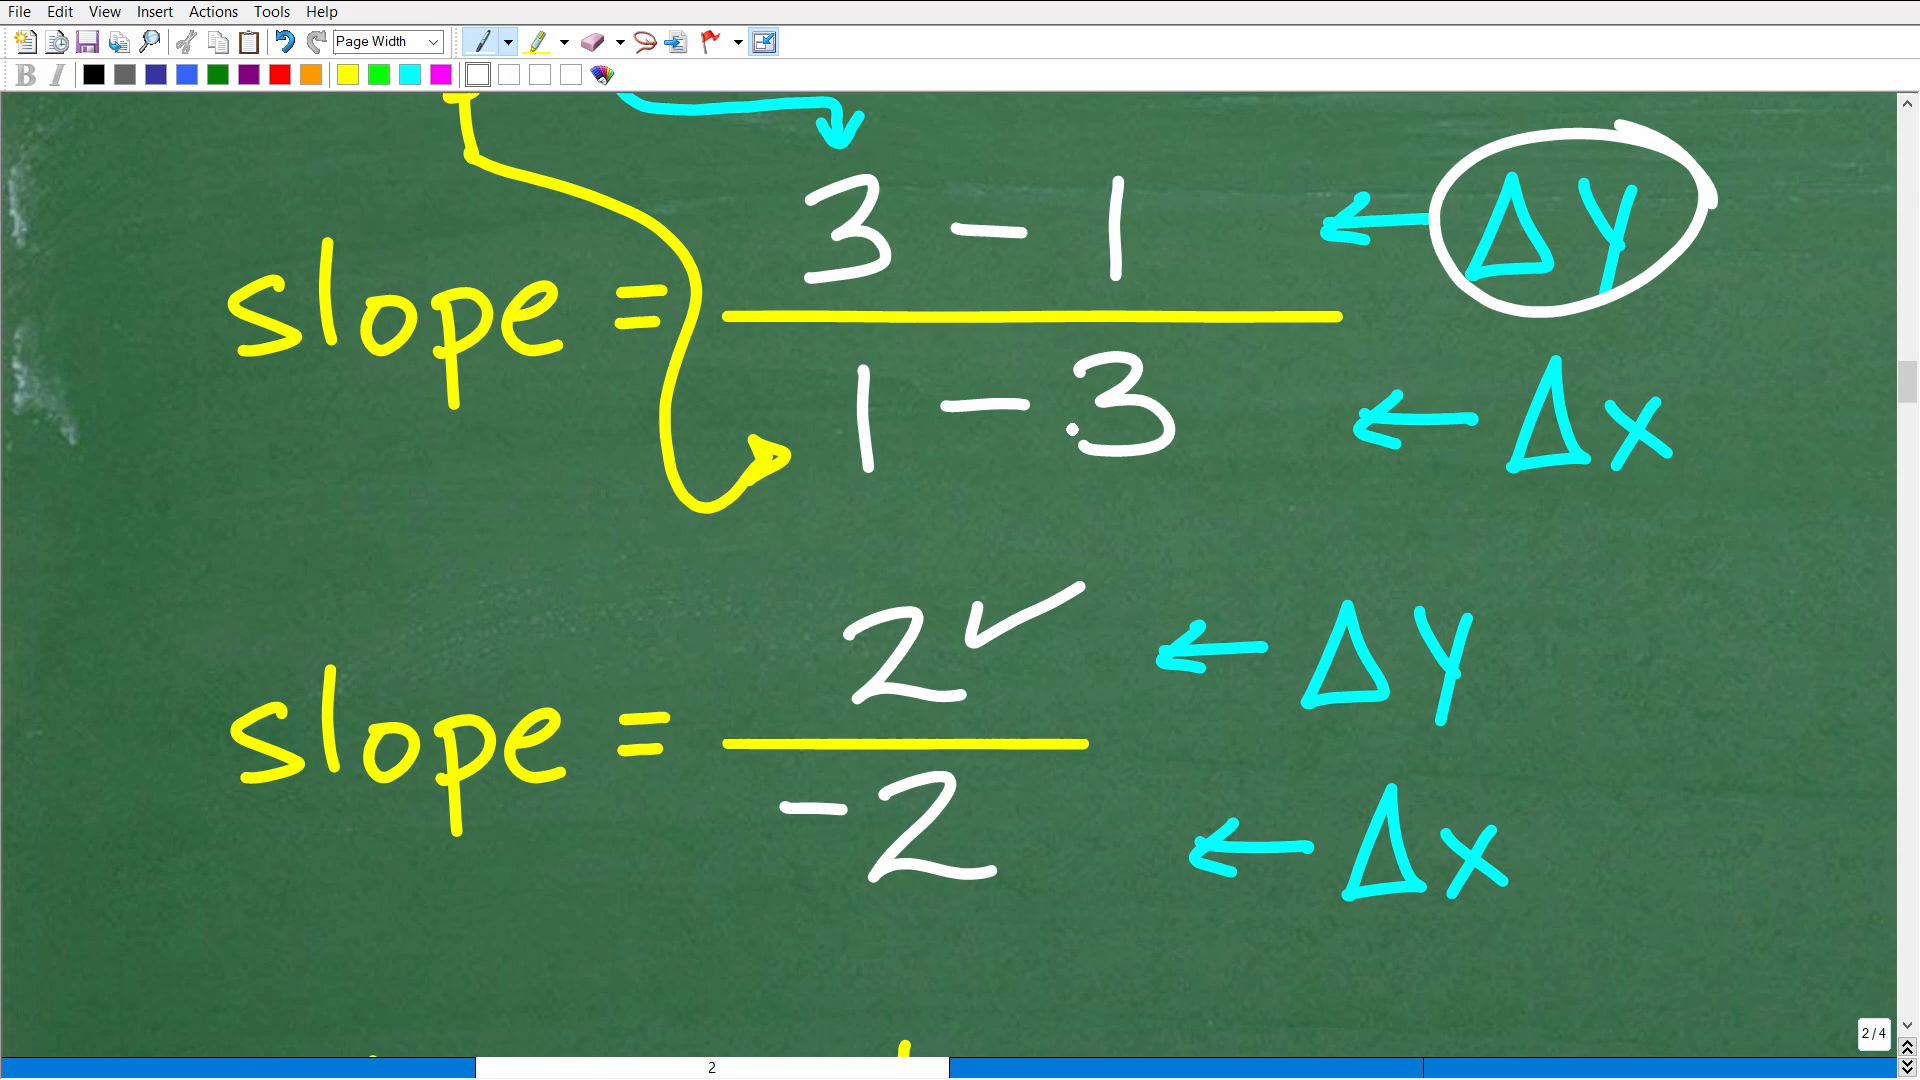 File Edit View Insert Actions Tools Help
Page Width
B I
3 - 1 ← ΔY
slope =
1 - 3 ← Δx
2 ✓ ← ΔY
slope =
-2 ← Δx
2 / 4
2